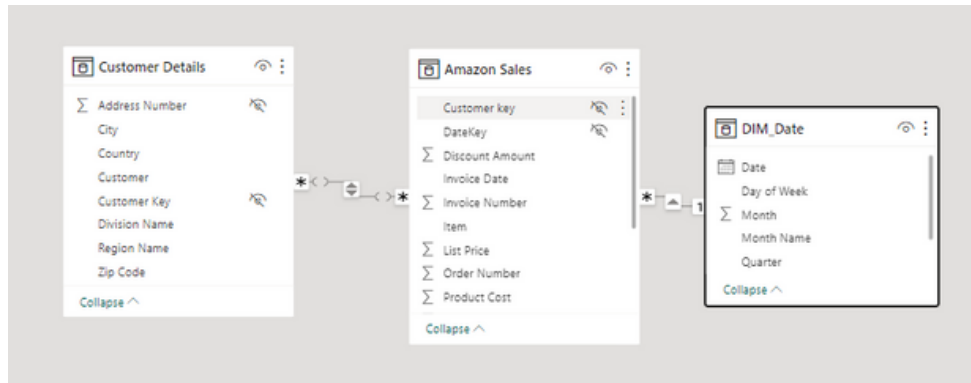 Customer Details
Σ Address Number
City
Country
Customer
Customer Key
Division Name
Region Name
Zip Code
Collapse
*
*
Amazon Sales
Customer key
DateKey
Σ Discount Amount
Invoice Date
Σ Invoice Number
Item
Σ List Price
Σ Order Number
Σ Product Cost
Collapse
*
1
DIM_Date
Date
Day of Week
Σ Month
Month Name
Quarter
Collapse